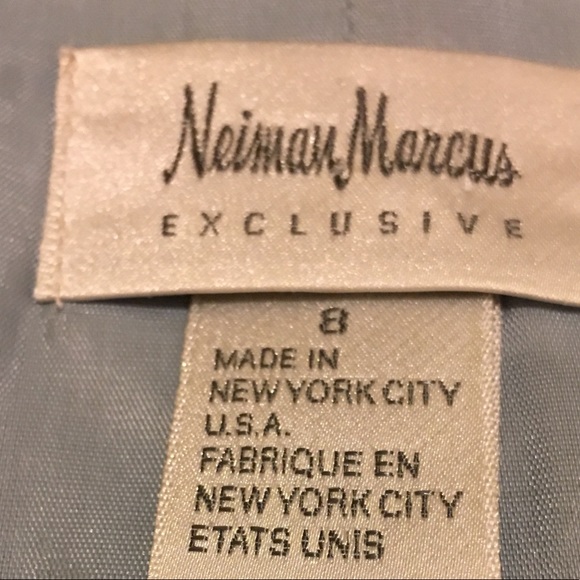 Neiman Marcus
EXCLUSIVE
8
MADE IN
NEW YORK CITY
U.S.A.
FABRIQUE EN
NEW YORK CITY
ETATS UNIS